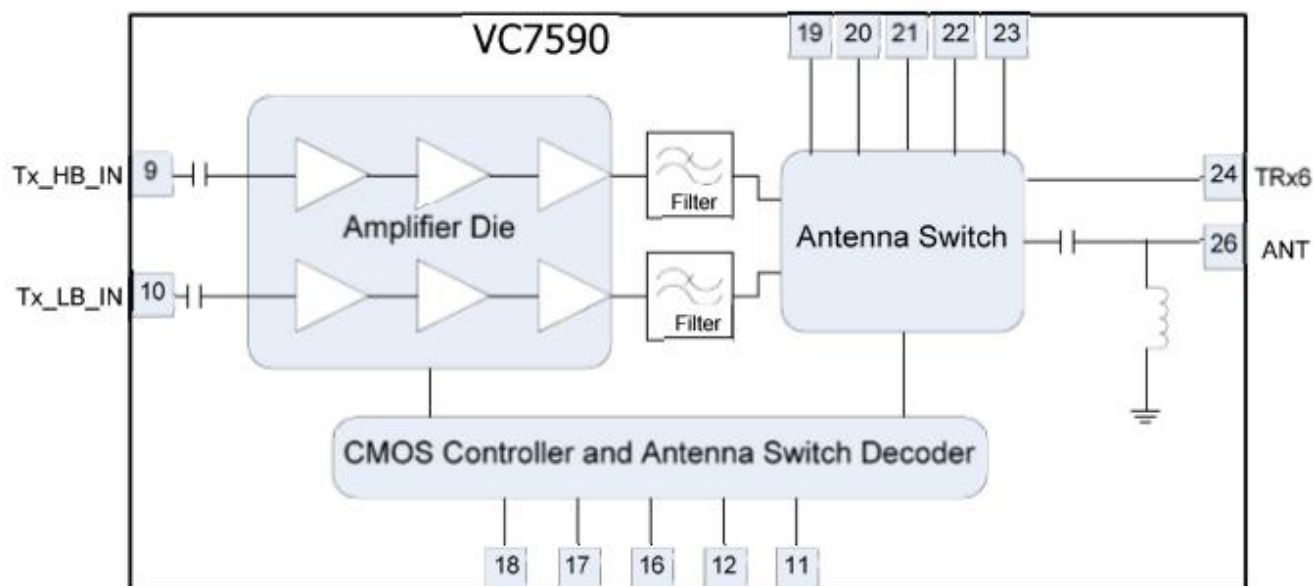 VC7590
19 20 21 22 23
Tx_HB_IN 9
Filter
24 TRx6
Amplifier Die
Antenna Switch
26 ANT
Tx_LB_IN 10
Filter
CMOS Controller and Antenna Switch Decoder
18 17 16 12 11